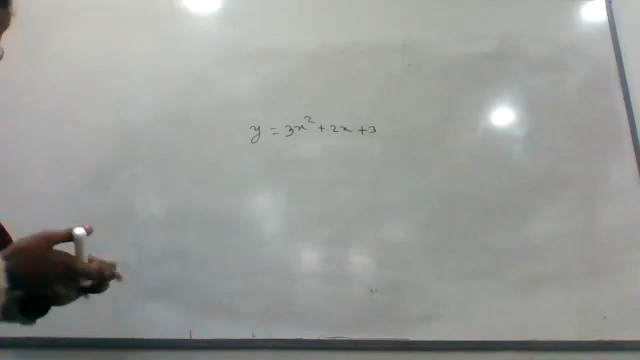 y = 3x² + 2x + 3